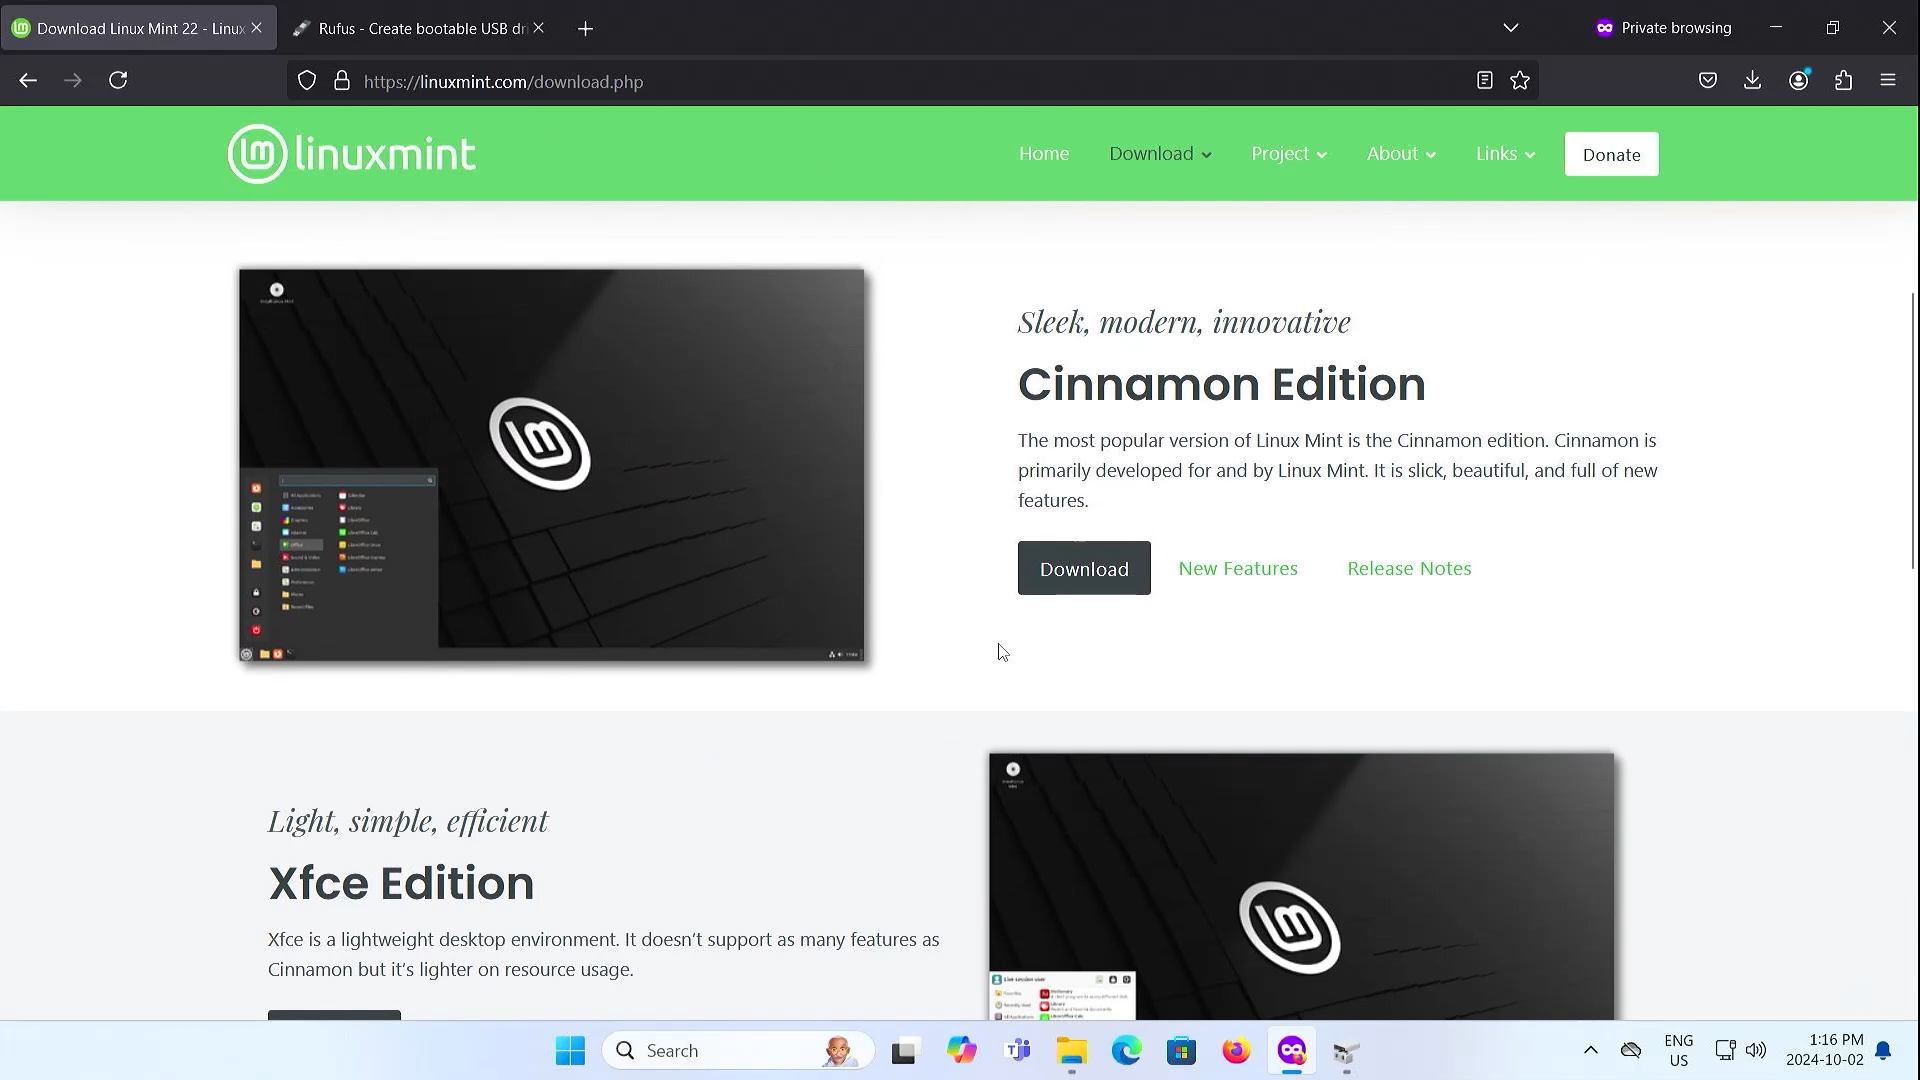 Download Linux Mint 22 - Linux
Rufus - Create bootable USB dri
Private browsing
https://linuxmint.com/download.php
linuxmint
Home
Download
Project
About
Links
Donate
Sleek, modern, innovative
Cinnamon Edition
The most popular version of Linux Mint is the Cinnamon edition. Cinnamon is
primarily developed for and by Linux Mint. It is slick, beautiful, and full of new
features.
Download
New Features
Release Notes
Light, simple, efficient
Xfce Edition
Xfce is a lightweight desktop environment. It doesn’t support as many features as
Cinnamon but it’s lighter on resource usage.
Search
ENG
US
1:16 PM
2024-10-02